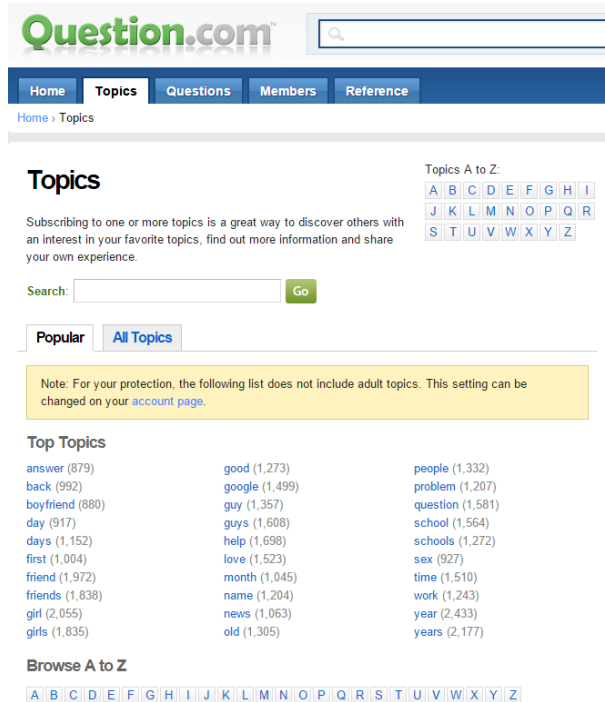 Question.com
Home Topics Questions Members Reference
Home › Topics
Topics
Subscribing to one or more topics is a great way to discover others with
an interest in your favorite topics, find out more information and share
your own experience.
Topics A to Z:
A B C D E F G H I
J K L M N O P Q R
S T U V W X Y Z
Search: Go
Popular All Topics
Note: For your protection, the following list does not include adult topics. This setting can be
changed on your account page.
Top Topics
answer (879) good (1,273) people (1,332)
back (992) google (1,499) problem (1,207)
boyfriend (880) guy (1,357) question (1,581)
day (917) guys (1,608) school (1,564)
days (1,152) help (1,698) schools (1,272)
first (1,004) love (1,523) sex (927)
friend (1,972) month (1,045) time (1,510)
friends (1,838) name (1,204) work (1,243)
girl (2,055) news (1,063) year (2,433)
girls (1,835) old (1,305) years (2,177)
Browse A to Z
A B C D E F G H I J K L M N O P Q R S T U V W X Y Z